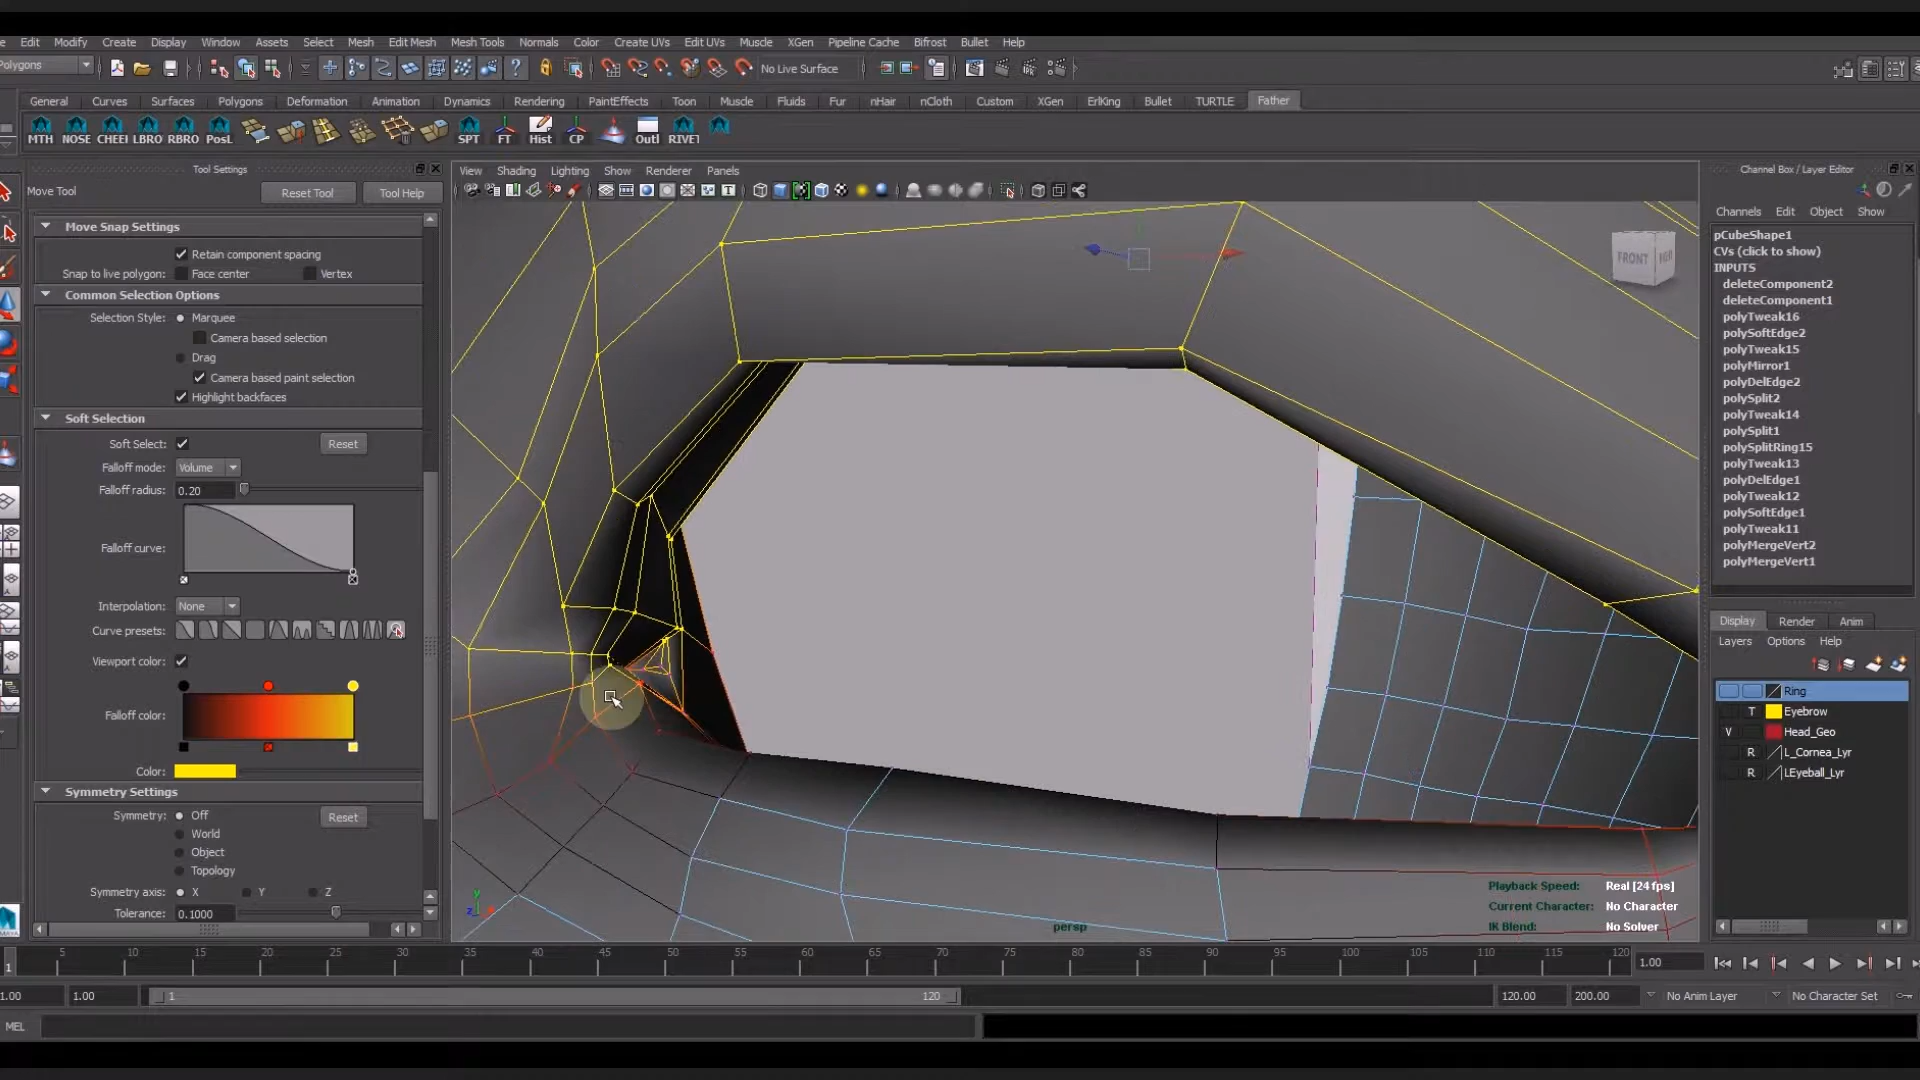 Edit Modify Create Display Window Assets Select Mesh Edit Mesh Mesh Tools Normals Color Create UVs Edit UVs Muscle XGen Pipeline Cache Bifrost Bullet Help
Polygons No Live Surface
General Curves Surfaces Polygons Deformation Animation Dynamics Rendering PaintEffects Toon Muscle Fluids Fur nHair nCloth Custom XGen ErlKing Bullet TURTLE Father
MTH NOSE CHEEI LBRO RBRO PosL SPT FT Hist CP Outl RIVET
Tool Settings
Move Tool Reset Tool Tool Help
Move Snap Settings
Retain component spacing
Snap to live polygon: Face center Vertex
Common Selection Options
Selection Style: Marquee
Camera based selection
Drag
Camera based paint selection
Highlight backfaces
Soft Selection
Soft Select: Reset
Falloff mode: Volume
Falloff radius: 0.20
Falloff curve:
Interpolation: None
Curve presets:
Viewport color:
Falloff color:
Color:
Symmetry Settings
Symmetry: Off Reset
World
Object
Topology
Symmetry axis: X Y Z
Tolerance: 0.1000
View Shading Lighting Show Renderer Panels
FRONT
Playback Speed: Real [24 fps]
Current Character: No Character
IK Blend: No Solver
persp
y
z
Channel Box / Layer Editor
Channels Edit Object Show
pCubeShape1
CVs (click to show)
INPUTS
deleteComponent2
deleteComponent1
polyTweak16
polySoftEdge2
polyTweak15
polyMirror1
polyDelEdge2
polySplit2
polyTweak14
polySplit1
polySplitRing15
polyTweak13
polyDelEdge1
polyTweak12
polySoftEdge1
polyTweak11
polyMergeVert2
polyMergeVert1
Display Render Anim
Layers Options Help
Ring
T Eyebrow
V Head_Geo
R L_Cornea_Lyr
R LEyeball_Lyr
1 5 10 15 20 25 30 35 40 45 50 55 60 65 70 75 80 85 90 95 100 105 110 115 120 1.00
1.00 1.00 1 120 120.00 200.00 No Anim Layer No Character Set
MEL